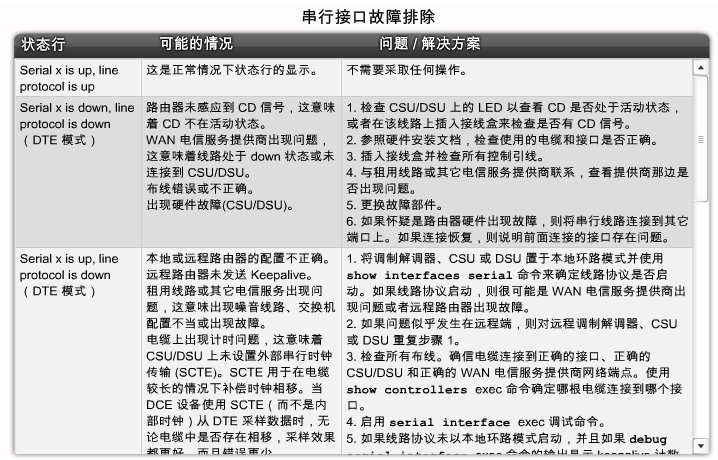 串行接口故障排除
状态行
可能的情况
问题 / 解决方案
Serial x is up, line
protocol is up
这是正常情况下状态行的显示。
不需要采取任何操作。
Serial x is down, line
protocol is down
（DTE 模式）
路由器未感应到 CD 信号，这意味
着 CD 不在活动状态。
WAN 电信服务提供商出现问题，
这意味着线路处于 down 状态或未
连接到 CSU/DSU。
布线错误或不正确。
出现硬件故障(CSU/DSU)。
1. 检查 CSU/DSU 上的 LED 以查看 CD 是否处于活动状态，
或者在该线路上插入接线盒来检查是否有 CD 信号。
2. 参照硬件安装文档，检查使用的电缆和接口是否正确。
3. 插入接线盒并检查所有控制引线。
4. 与租用线路或其它电信服务提供商联系，查看提供商那边是
否出现问题。
5. 更换故障部件。
6. 如果怀疑是路由器硬件出现故障，则将串行线路连接到其它
端口上。如果连接恢复，则说明前面连接的接口存在问题。
Serial x is up, line
protocol is down
（DTE 模式）
本地或远程路由器的配置不正确。
远程路由器未发送 Keepalive。
租用线路或其它电信服务出现问
题，这意味出现噪音线路、交换机
配置不当或出现故障。
电缆上出现计时问题，这意味着
CSU/DSU 上未设置外部串行时钟
传输 (SCTE)。SCTE 用于在电缆
较长的情况下补偿时钟相移。当
DCE 设备使用 SCTE（而不是内
部时钟）从 DTE 采样数据时，无
论电缆中是否存在相移，采样效果
都更好，而且错误更少。
1. 将调制解调器、CSU 或 DSU 置于本地环路模式并使用
show interfaces serial 命令来确定线路协议是否启
动。如果线路协议启动，则很可能是 WAN 电信服务提供商出
现问题或者远程路由器出现故障。
2. 如果问题似乎发生在远程端，则对远程调制解调器、CSU
或 DSU 重复步骤 1。
3. 检查所有布线。确信电缆连接到正确的接口、正确的
CSU/DSU 和正确的 WAN 电信服务提供商网络端点。使用
show controllers exec 命令确定哪根电缆连接到哪个接
口。
4. 启用 serial interface exec 调试命令。
5. 如果线路协议未以本地环路模式启动，并且如果 debug
serial interface exec 命令的输出显示 keepalive 计数